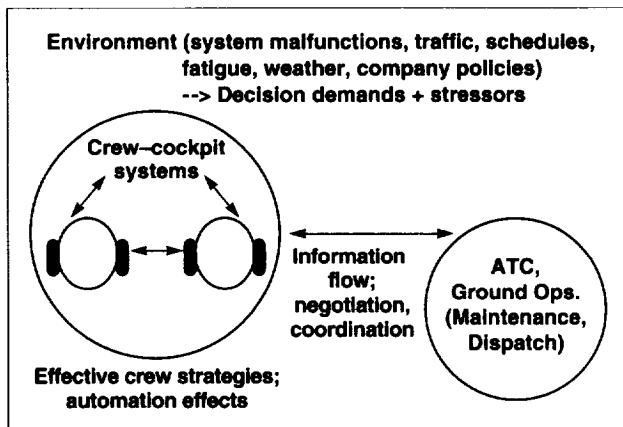 Environment (system malfunctions, traffic, schedules,
fatigue, weather, company policies)
--> Decision demands + stressors
Crew–cockpit
systems
Information
flow;
negotiation,
coordination
ATC,
Ground Ops.
(Maintenance,
Dispatch)
Effective crew strategies;
automation effects